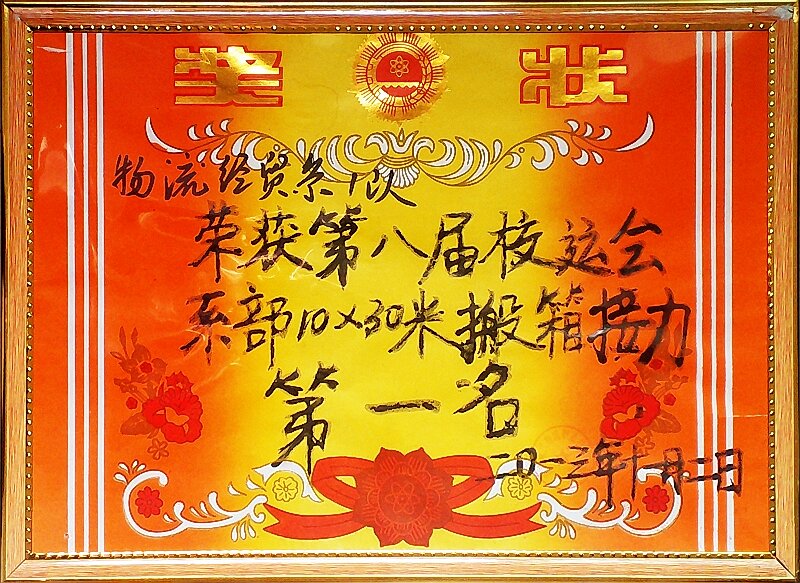 奖状
物流经贸系1队
荣获第八届校运会
系部10×30米搬箱接力
第一名
二〇一三年十一月二日